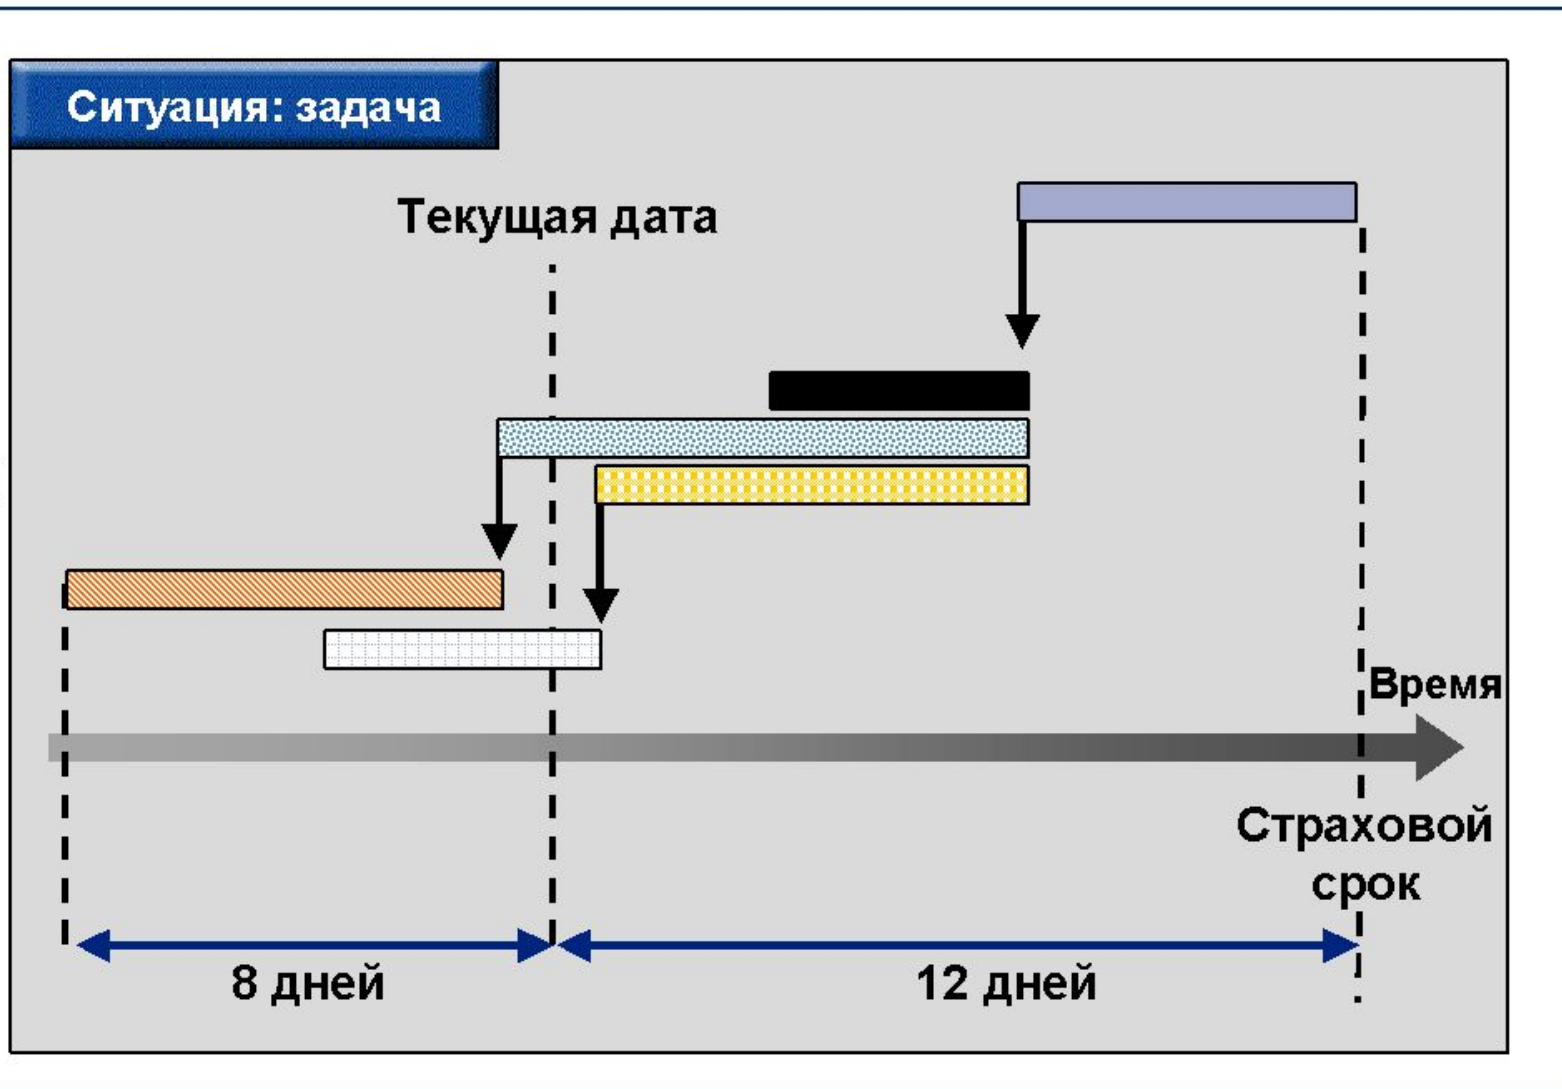 Ситуация: задача
Текущая дата
Время
Страховой
срок
8 дней
12 дней